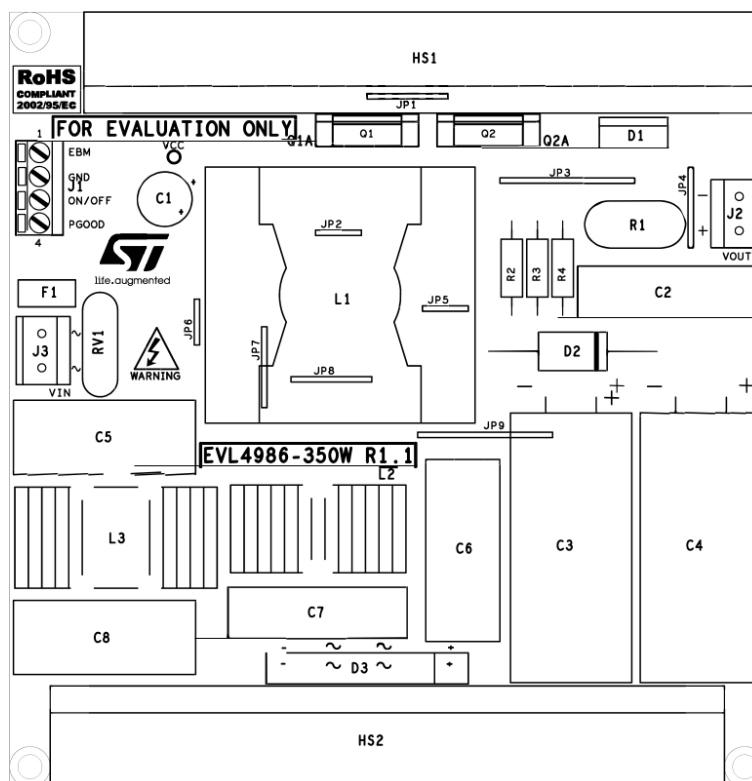 HS1
RoHS
COMPLIANT
2002/95/EC
JP1
FOR EVALUATION ONLY
Q1A
Q1
Q2
Q2A
D1
1
VCC
EBM
GND
J1
ON/OFF
PGOOD
4
C1
+
+
JP3
JP4
-
+
J2
VOUT
R1
JP2
ST
life.augmented
R2
R3
R4
C2
F1
L1
JP5
JP6
JP7
J3
~
~
VIN
RV1
WARNING
D2
JP8
- +
+
- +
C5
JP9
EVL4986-350W R1.1
L2
L3
C6
C3
C4
C7
C8
- ~ ~ +
- ~ ~ +
D3
HS2